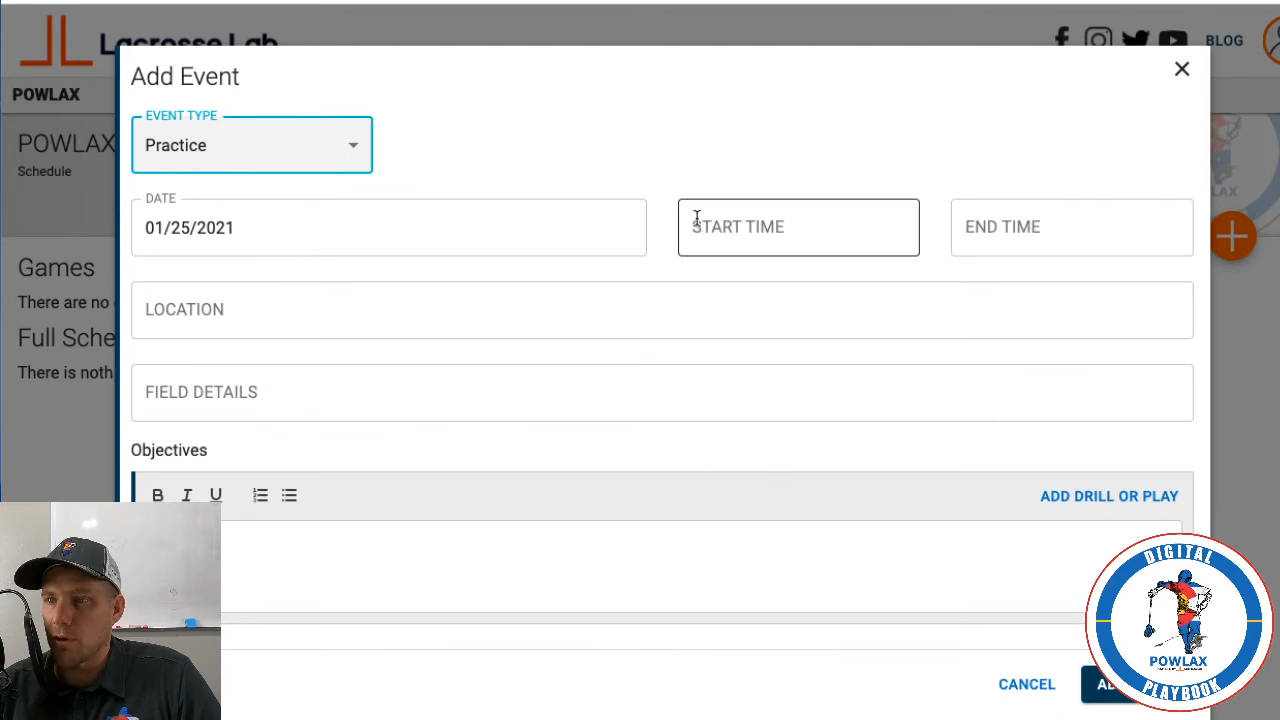 Lacrosse Lab
BLOG
POWLAX
POWLAX
Schedule
Games
There are no
Full Sche
There is noth
Add Event
EVENT TYPE
Practice
DATE
01/25/2021
START TIME
END TIME
LOCATION
FIELD DETAILS
Objectives
B I U
ADD DRILL OR PLAY
CANCEL
DIGITAL
POWLAX
PLAYBOOK